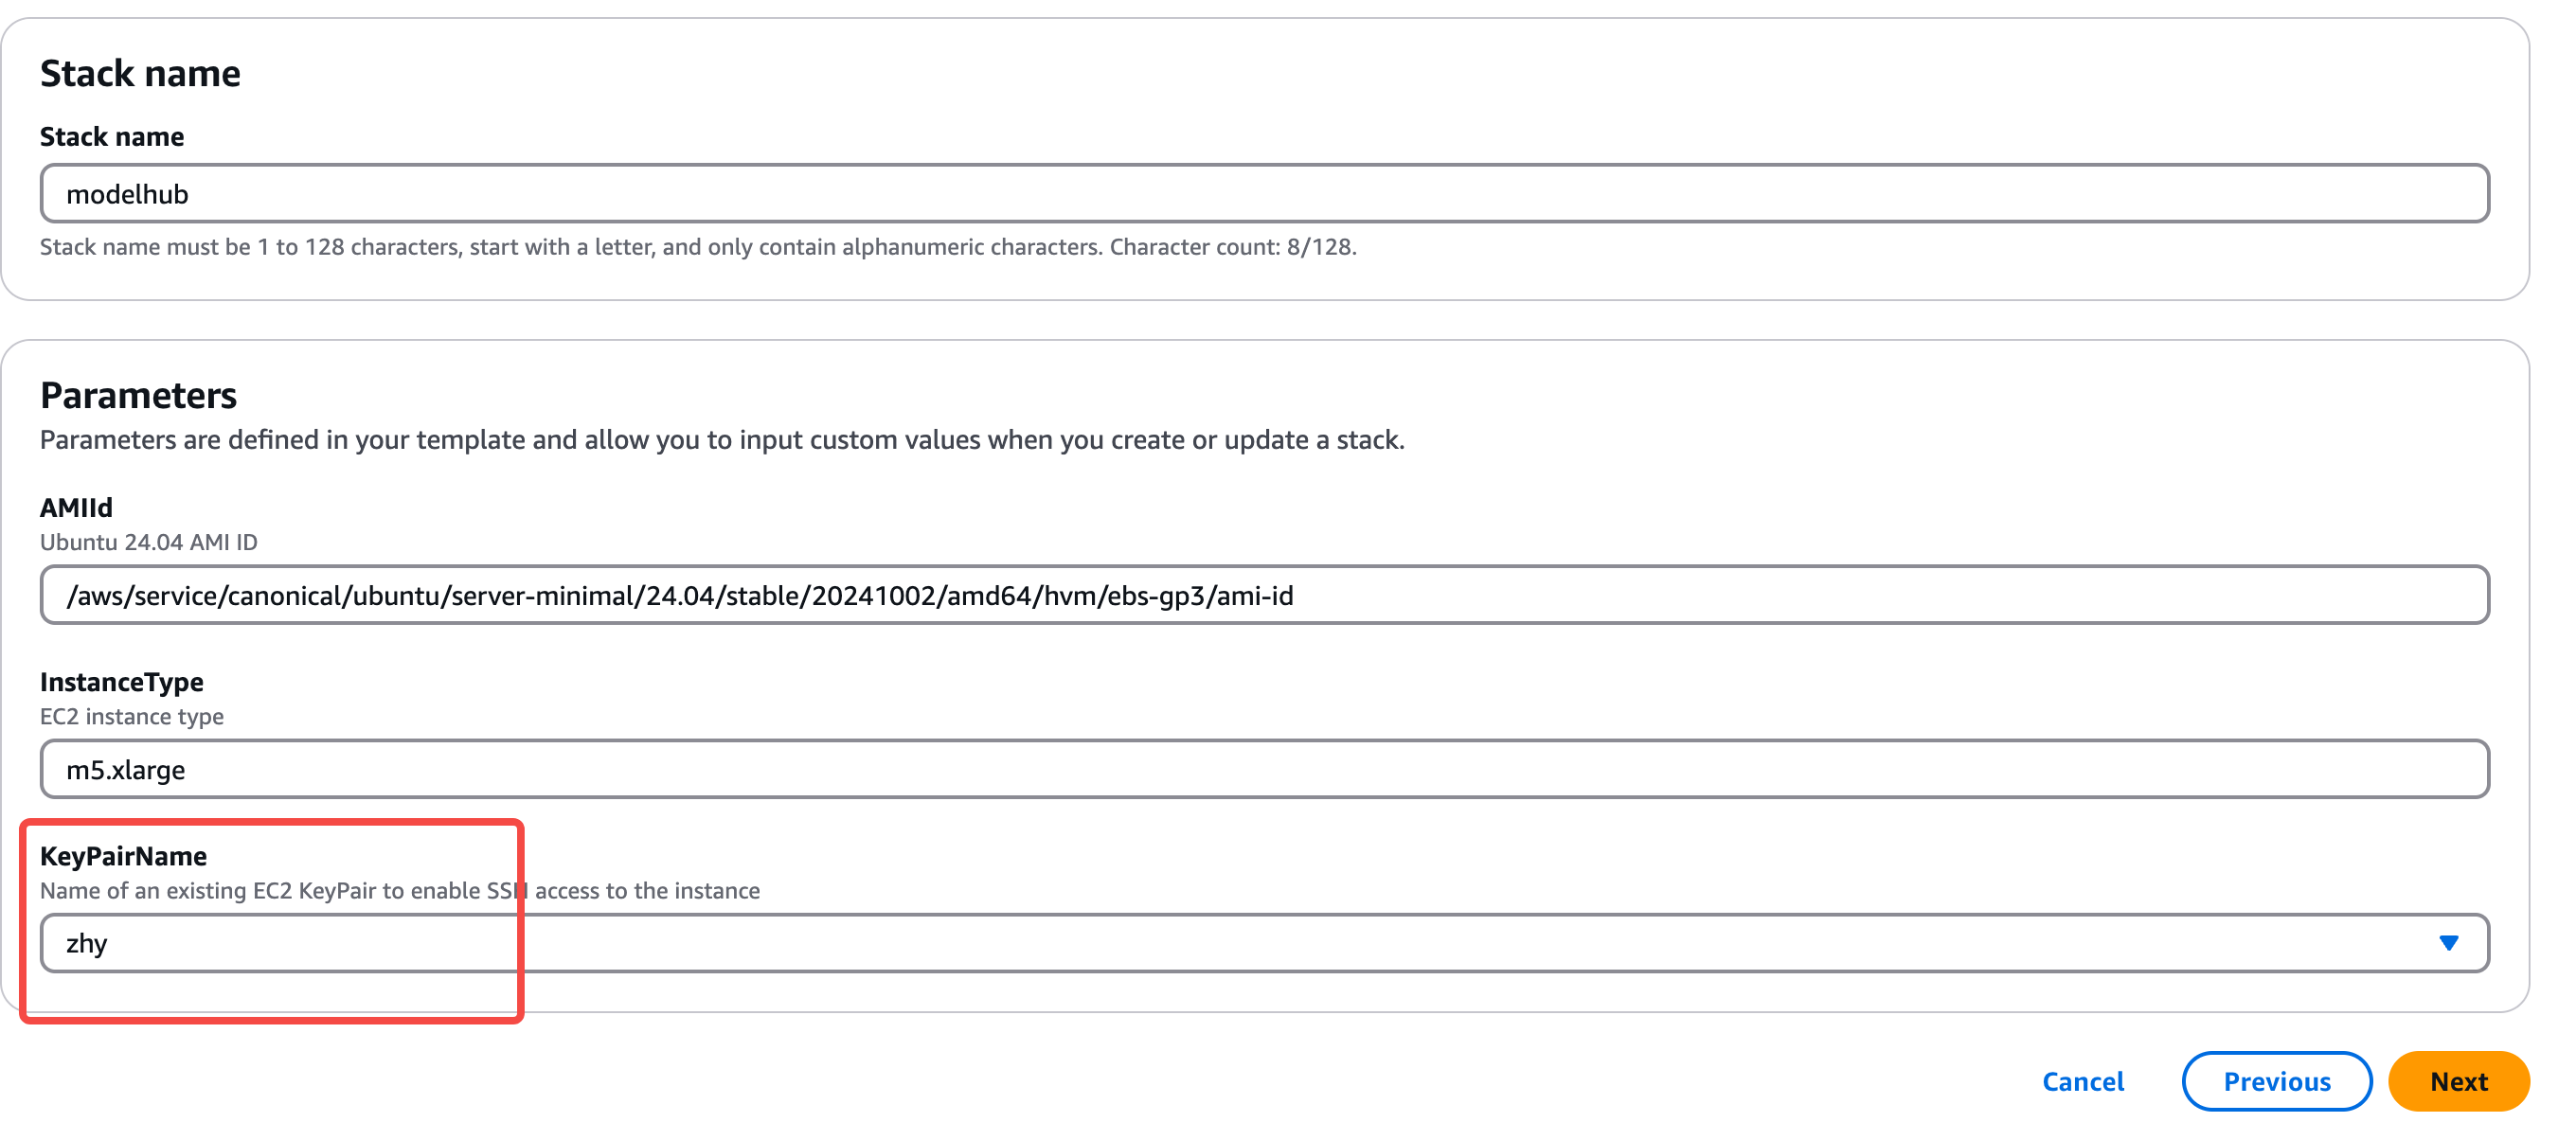 Stack name
Stack name
modelhub
Stack name must be 1 to 128 characters, start with a letter, and only contain alphanumeric characters. Character count: 8/128.
Parameters
Parameters are defined in your template and allow you to input custom values when you create or update a stack.
AMIId
Ubuntu 24.04 AMI ID
/aws/service/canonical/ubuntu/server-minimal/24.04/stable/20241002/amd64/hvm/ebs-gp3/ami-id
InstanceType
EC2 instance type
m5.xlarge
KeyPairName
Name of an existing EC2 KeyPair to enable SSH access to the instance
zhy
Cancel
Previous
Next